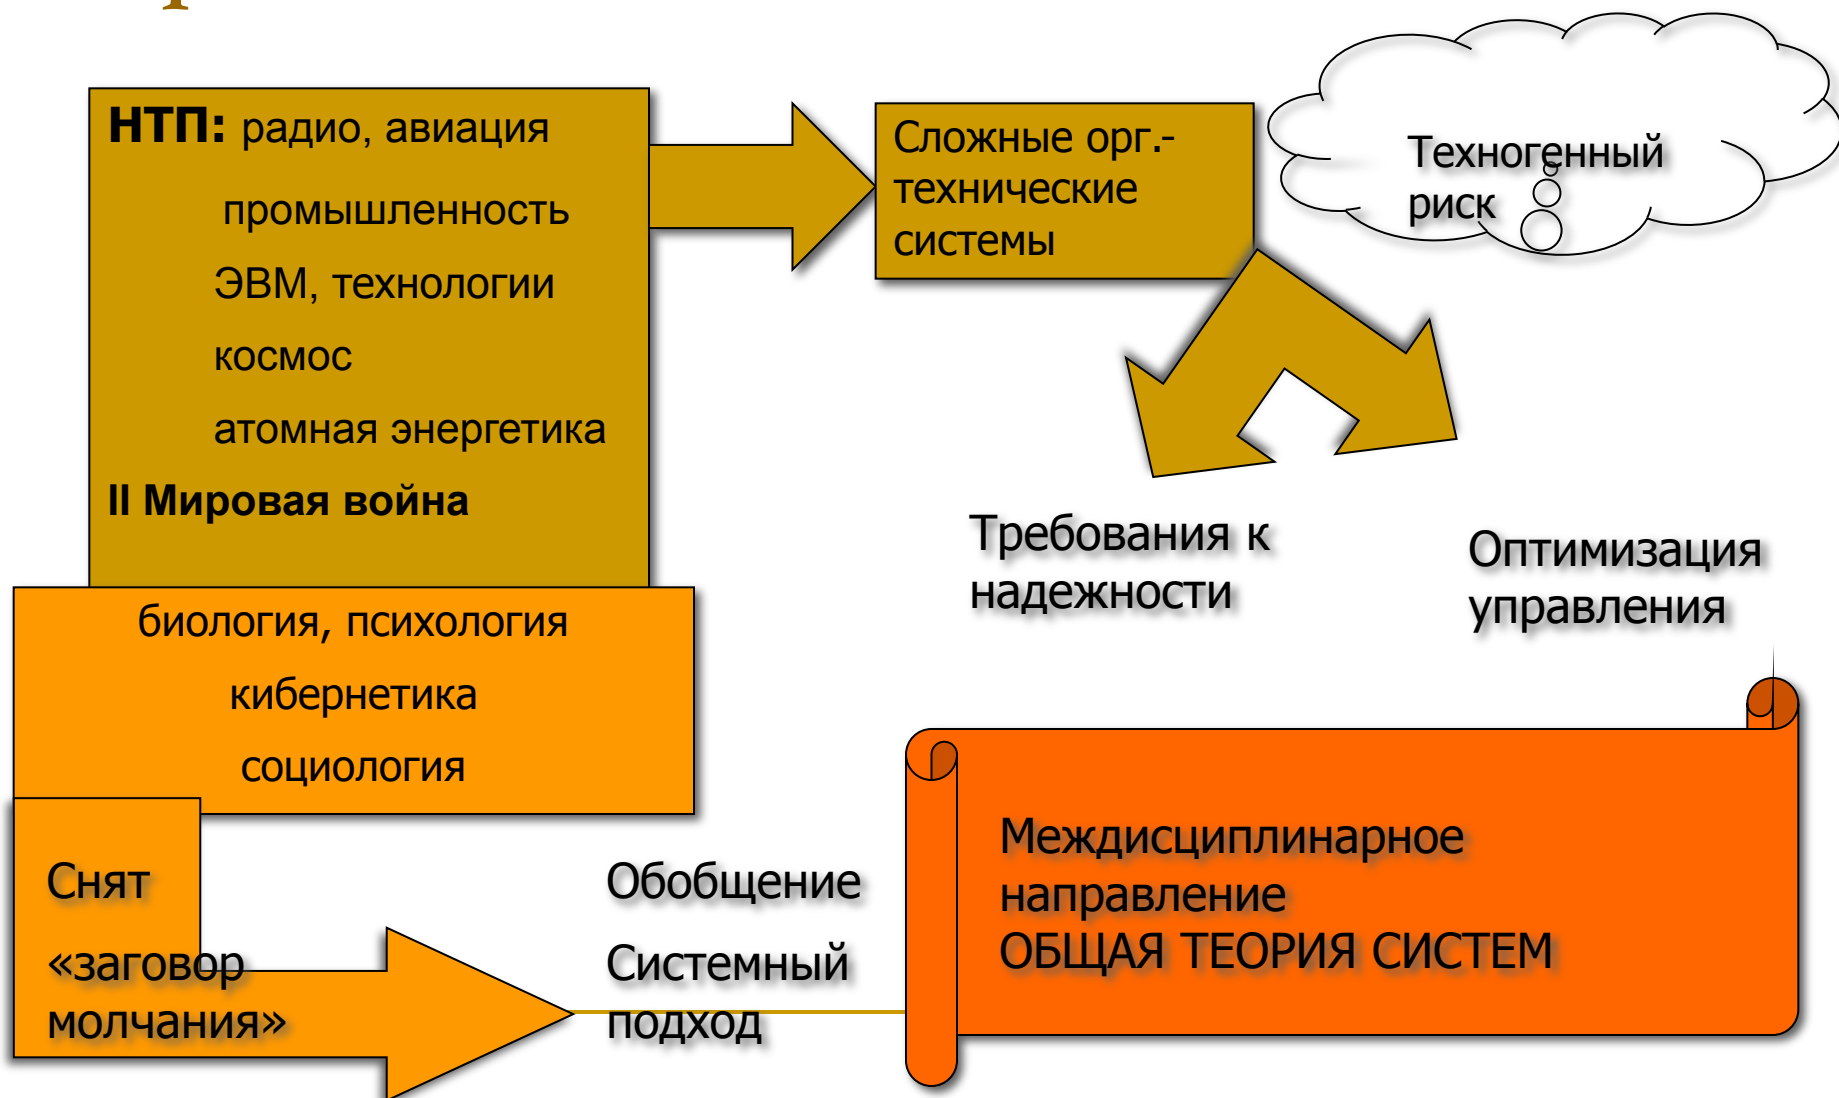 НТП: радио, авиация
промышленность
ЭВМ, технологии
космос
атомная энергетика
II Мировая война
биология, психология
кибернетика
социология
Снят
«заговор
молчания»
Сложные орг.-
технические
системы
Техногенный
риск
Требования к
надежности
Оптимизация
управления
Обобщение
Системный
подход
Междисциплинарное
направление
ОБЩАЯ ТЕОРИЯ СИСТЕМ